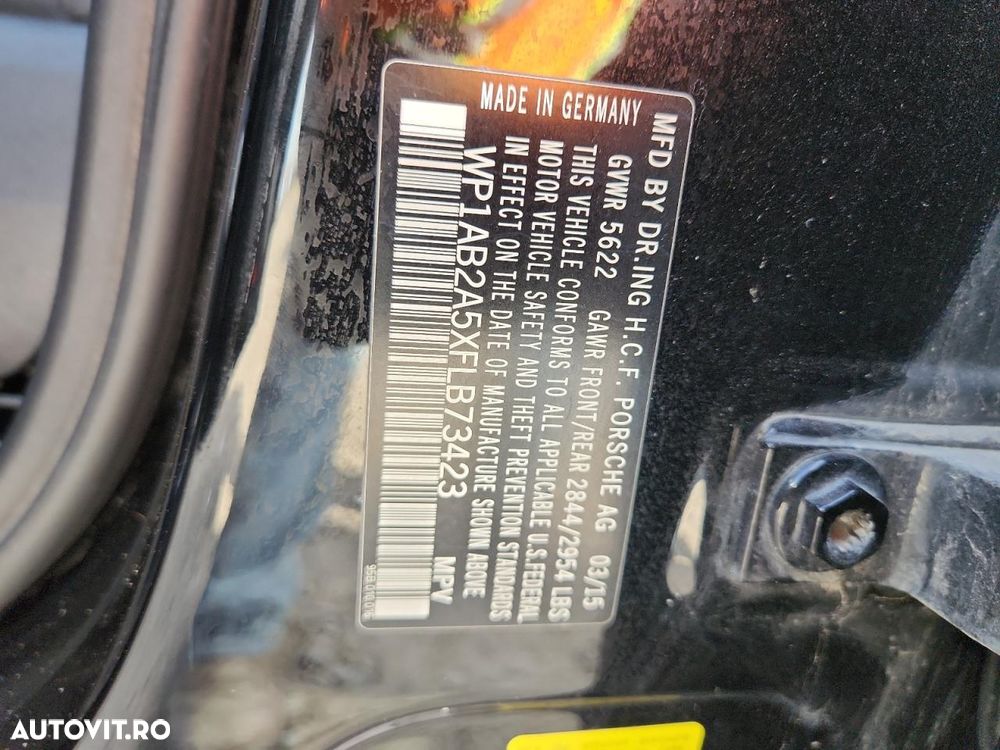 MFD BY DR.ING H.C.F. PORSCHE AG 03/15
GVWR 5622 GAWR FRONT/REAR 2844/2954 LBS
THIS VEHICLE CONFORMS TO ALL APPLICABLE U.S.FEDERAL
MOTOR VEHICLE SAFETY AND THEFT PREVENTION STANDARDS
IN EFFECT ON THE DATE OF MANUFACTURE SHOWN ABOVE
WP1AB2A5XFLB73423 MPV
MADE IN GERMANY
AUTOVIT.RO